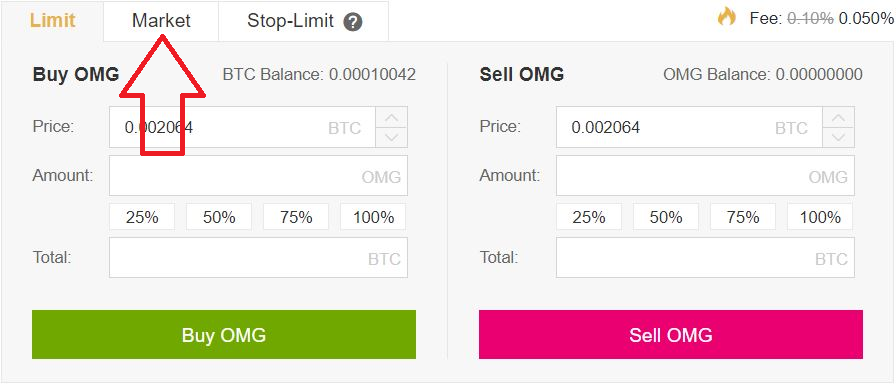 Limit Market Stop-Limit ? Fee: 0.10% 0.050%
Buy OMG BTC Balance: 0.00010042
Price: 0.002064 BTC
Amount: OMG
25% 50% 75% 100%
Total: BTC
Buy OMG
Sell OMG OMG Balance: 0.00000000
Price: 0.002064 BTC
Amount: OMG
25% 50% 75% 100%
Total: BTC
Sell OMG